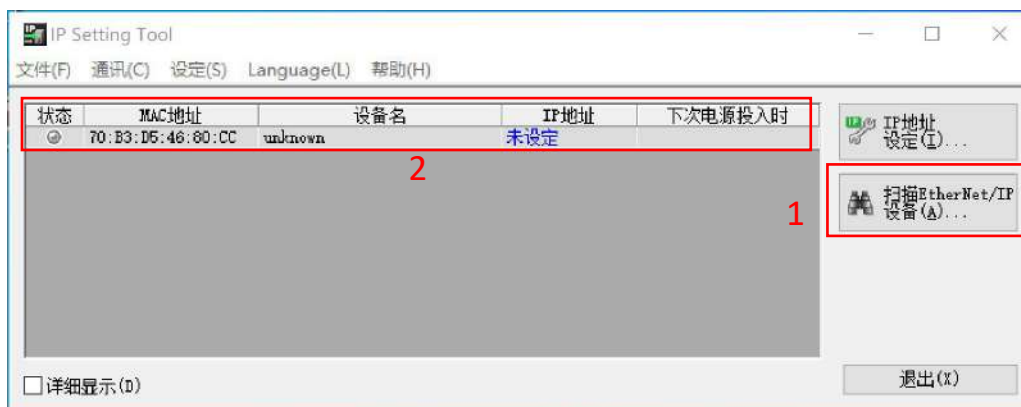 IP Setting Tool
文件(F) 通讯(C) 设定(S) Language(L) 帮助(H)
状态 MAC地址 设备名 IP地址 下次电源投入时
70:B3:D5:46:80:CC unknown 未设定
2
IP地址
设定(I)...
1
扫描EtherNet/IP
设备(A)...
详细显示(D)
退出(X)